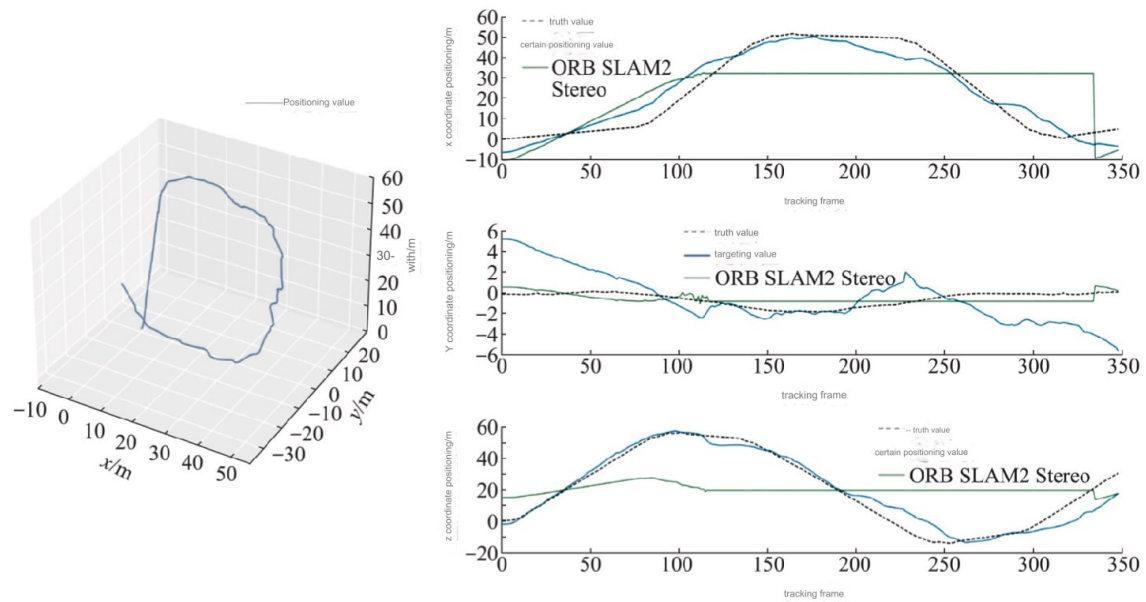 Positioning value
60
50
40
30-
20
10
0
with/m
20
10
0
−10
−20
−30
y/m
−10 0 10 20 30 40 50
x/m
x coordinate positioning/m
60
50
40
30
20
10
0
−10
truth value
certain positioning value
ORB SLAM2
Stereo
0 50 100 150 200 250 300 350
tracking frame
Y coordinate positioning/m
6
4
2
0
−2
−4
−6
truth value
targeting value
ORB SLAM2 Stereo
0 50 100 150 200 250 300 350
tracking frame
z coordinate positioning/m
60
40
20
0
−20
truth value
certain positioning value
ORB SLAM2 Stereo
0 50 100 150 200 250 300 350
tracking frame